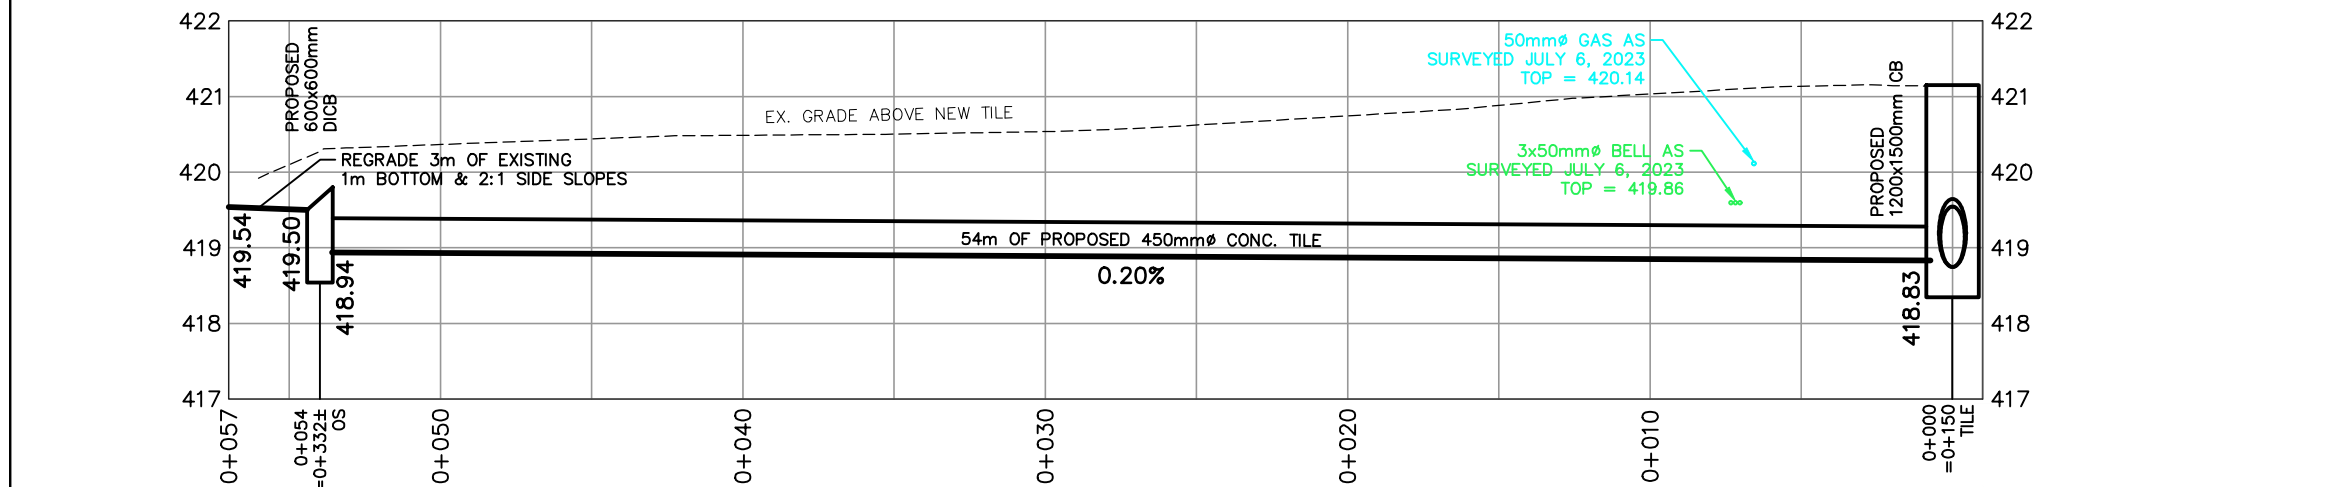 422
421
420
419
418
417
PROPOSED
600x600mm
DICB
REGRADE 3m OF EXISTING
1m BOTTOM & 2:1 SIDE SLOPES
EX. GRADE ABOVE NEW TILE
50mmø GAS AS
SURVEYED JULY 6, 2023
TOP = 420.14
3x50mmø BELL AS
SURVEYED JULY 6, 2023
TOP = 419.86
PROPOSED
1200x1500mm CB
422
421
420
419
418
417
419.54
419.50
418.94
54m OF PROPOSED 450mmø CONC. TILE
0.20%
418.83
0+057
0+054
=0+332±
OS
0+050
0+040
0+030
0+020
0+010
0+000
=0+150
TILE